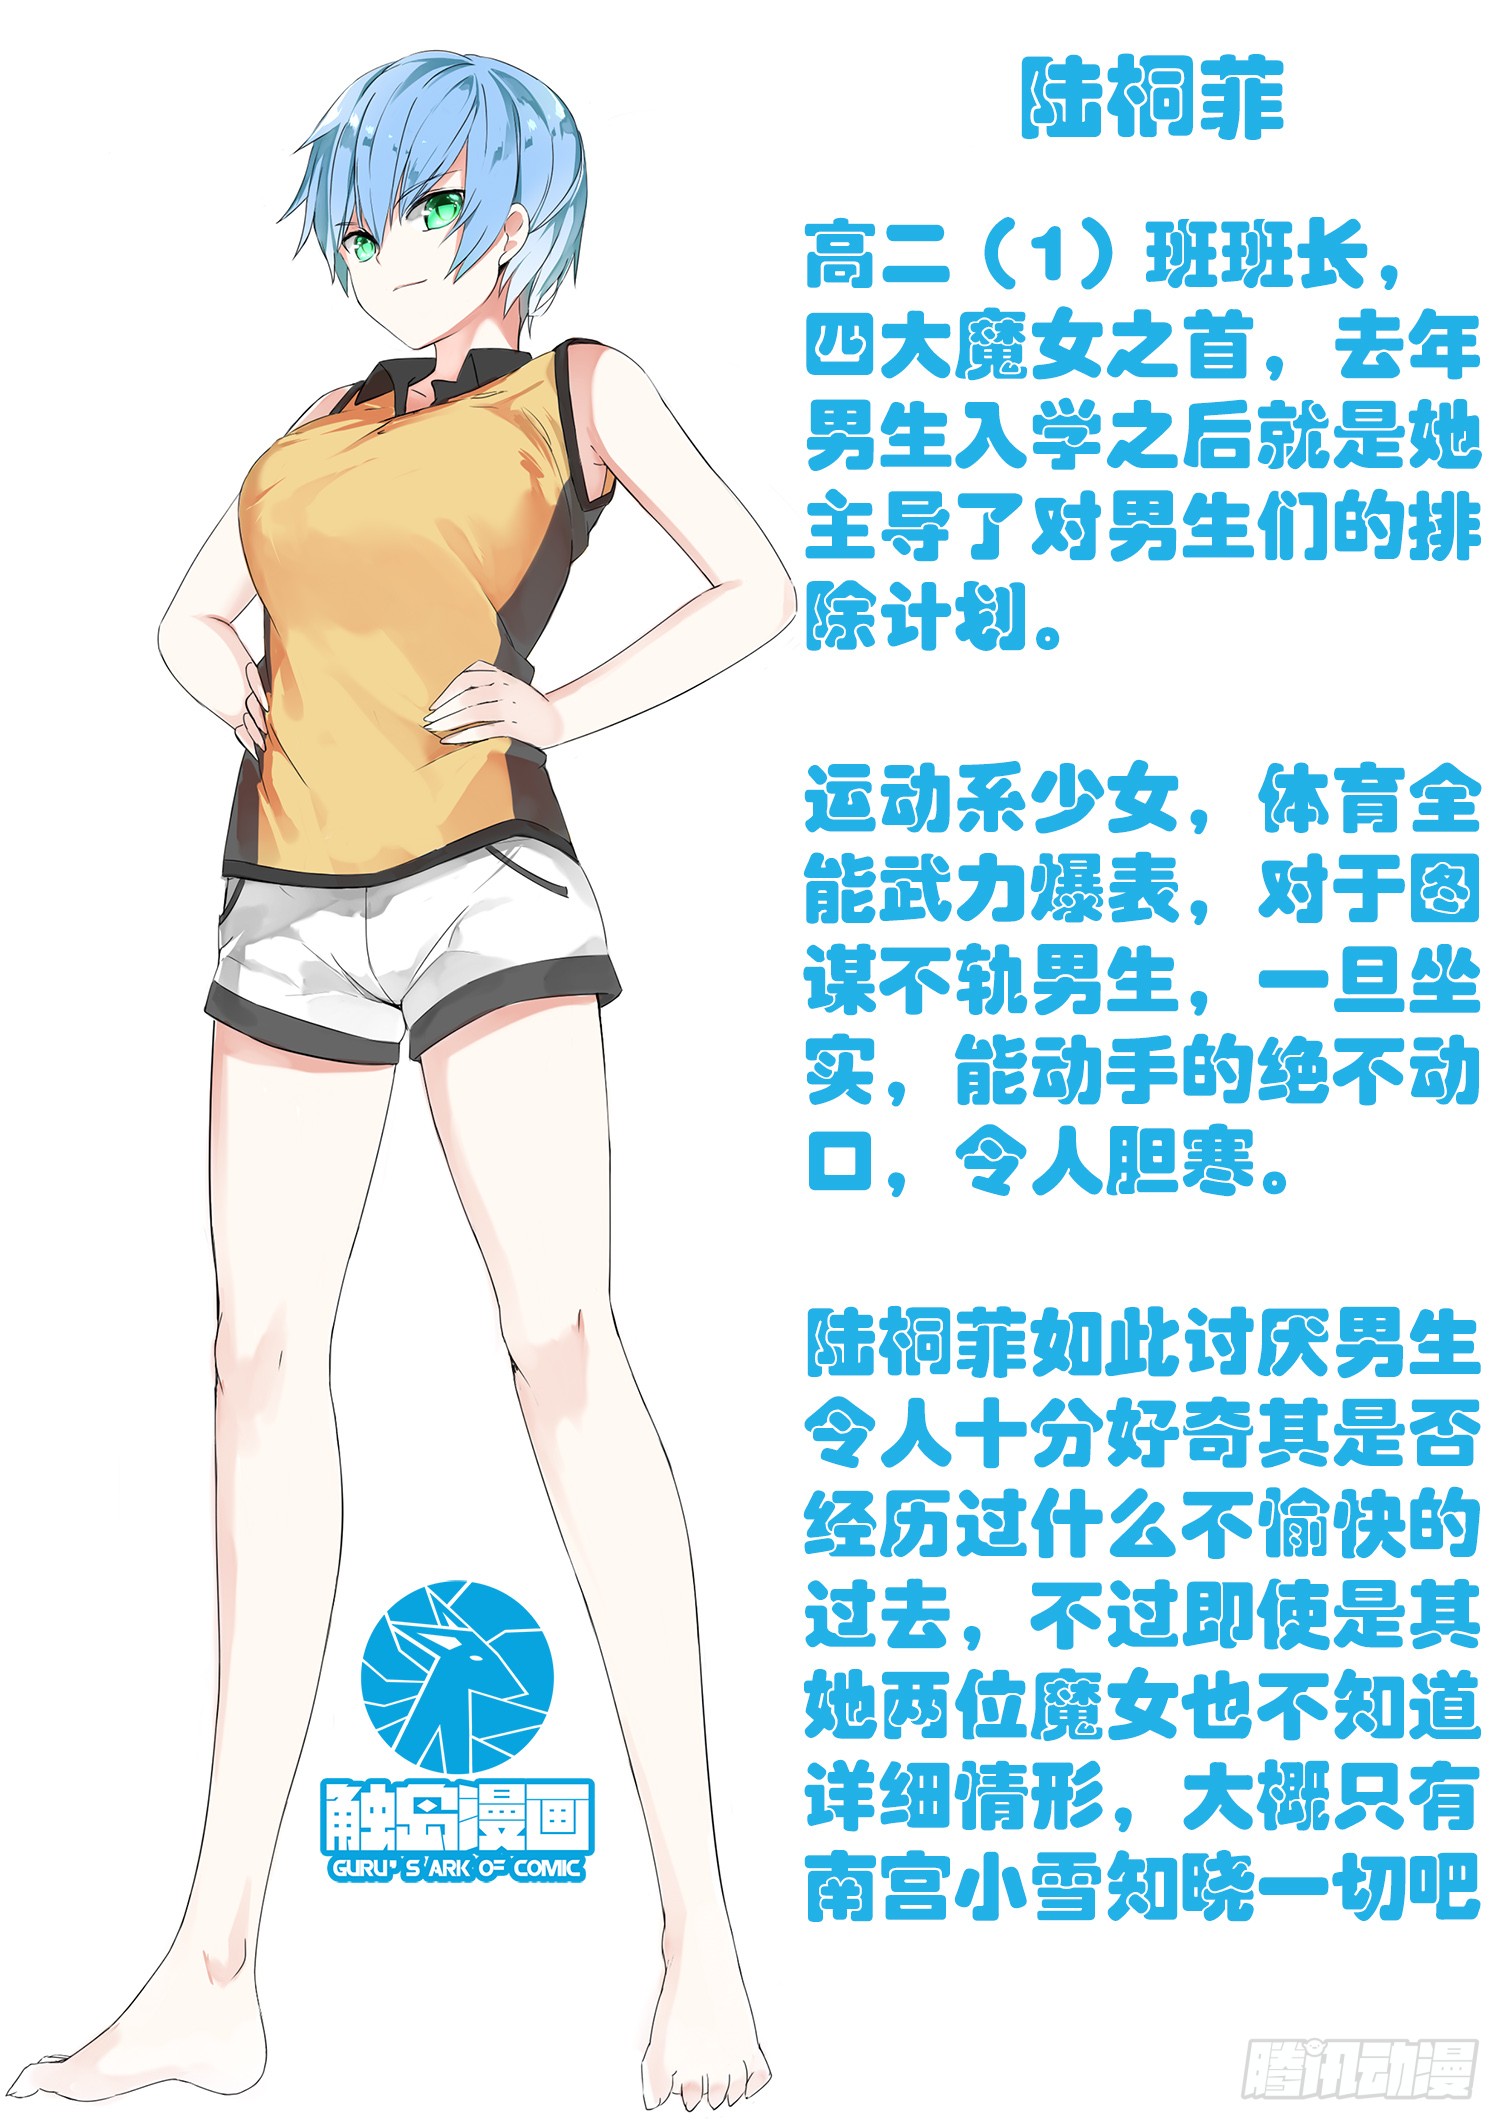 陆桐菲
高二（1）班班长，
四大魔女之首，去年
男生入学之后就是她
主导了对男生们的排
除计划。
运动系少女，体育全
能武力爆表，对于图
谋不轨男生，一旦坐
实，能动手的绝不动
口，令人胆寒。
陆桐菲如此讨厌男生
令人十分好奇其是否
经历过什么不愉快的
过去，不过即使是其
她两位魔女也不知道
详细情形，大概只有
南宫小雪知晓一切吧
触岛漫画
GURU'S ARK OF COMIC
腾讯动漫